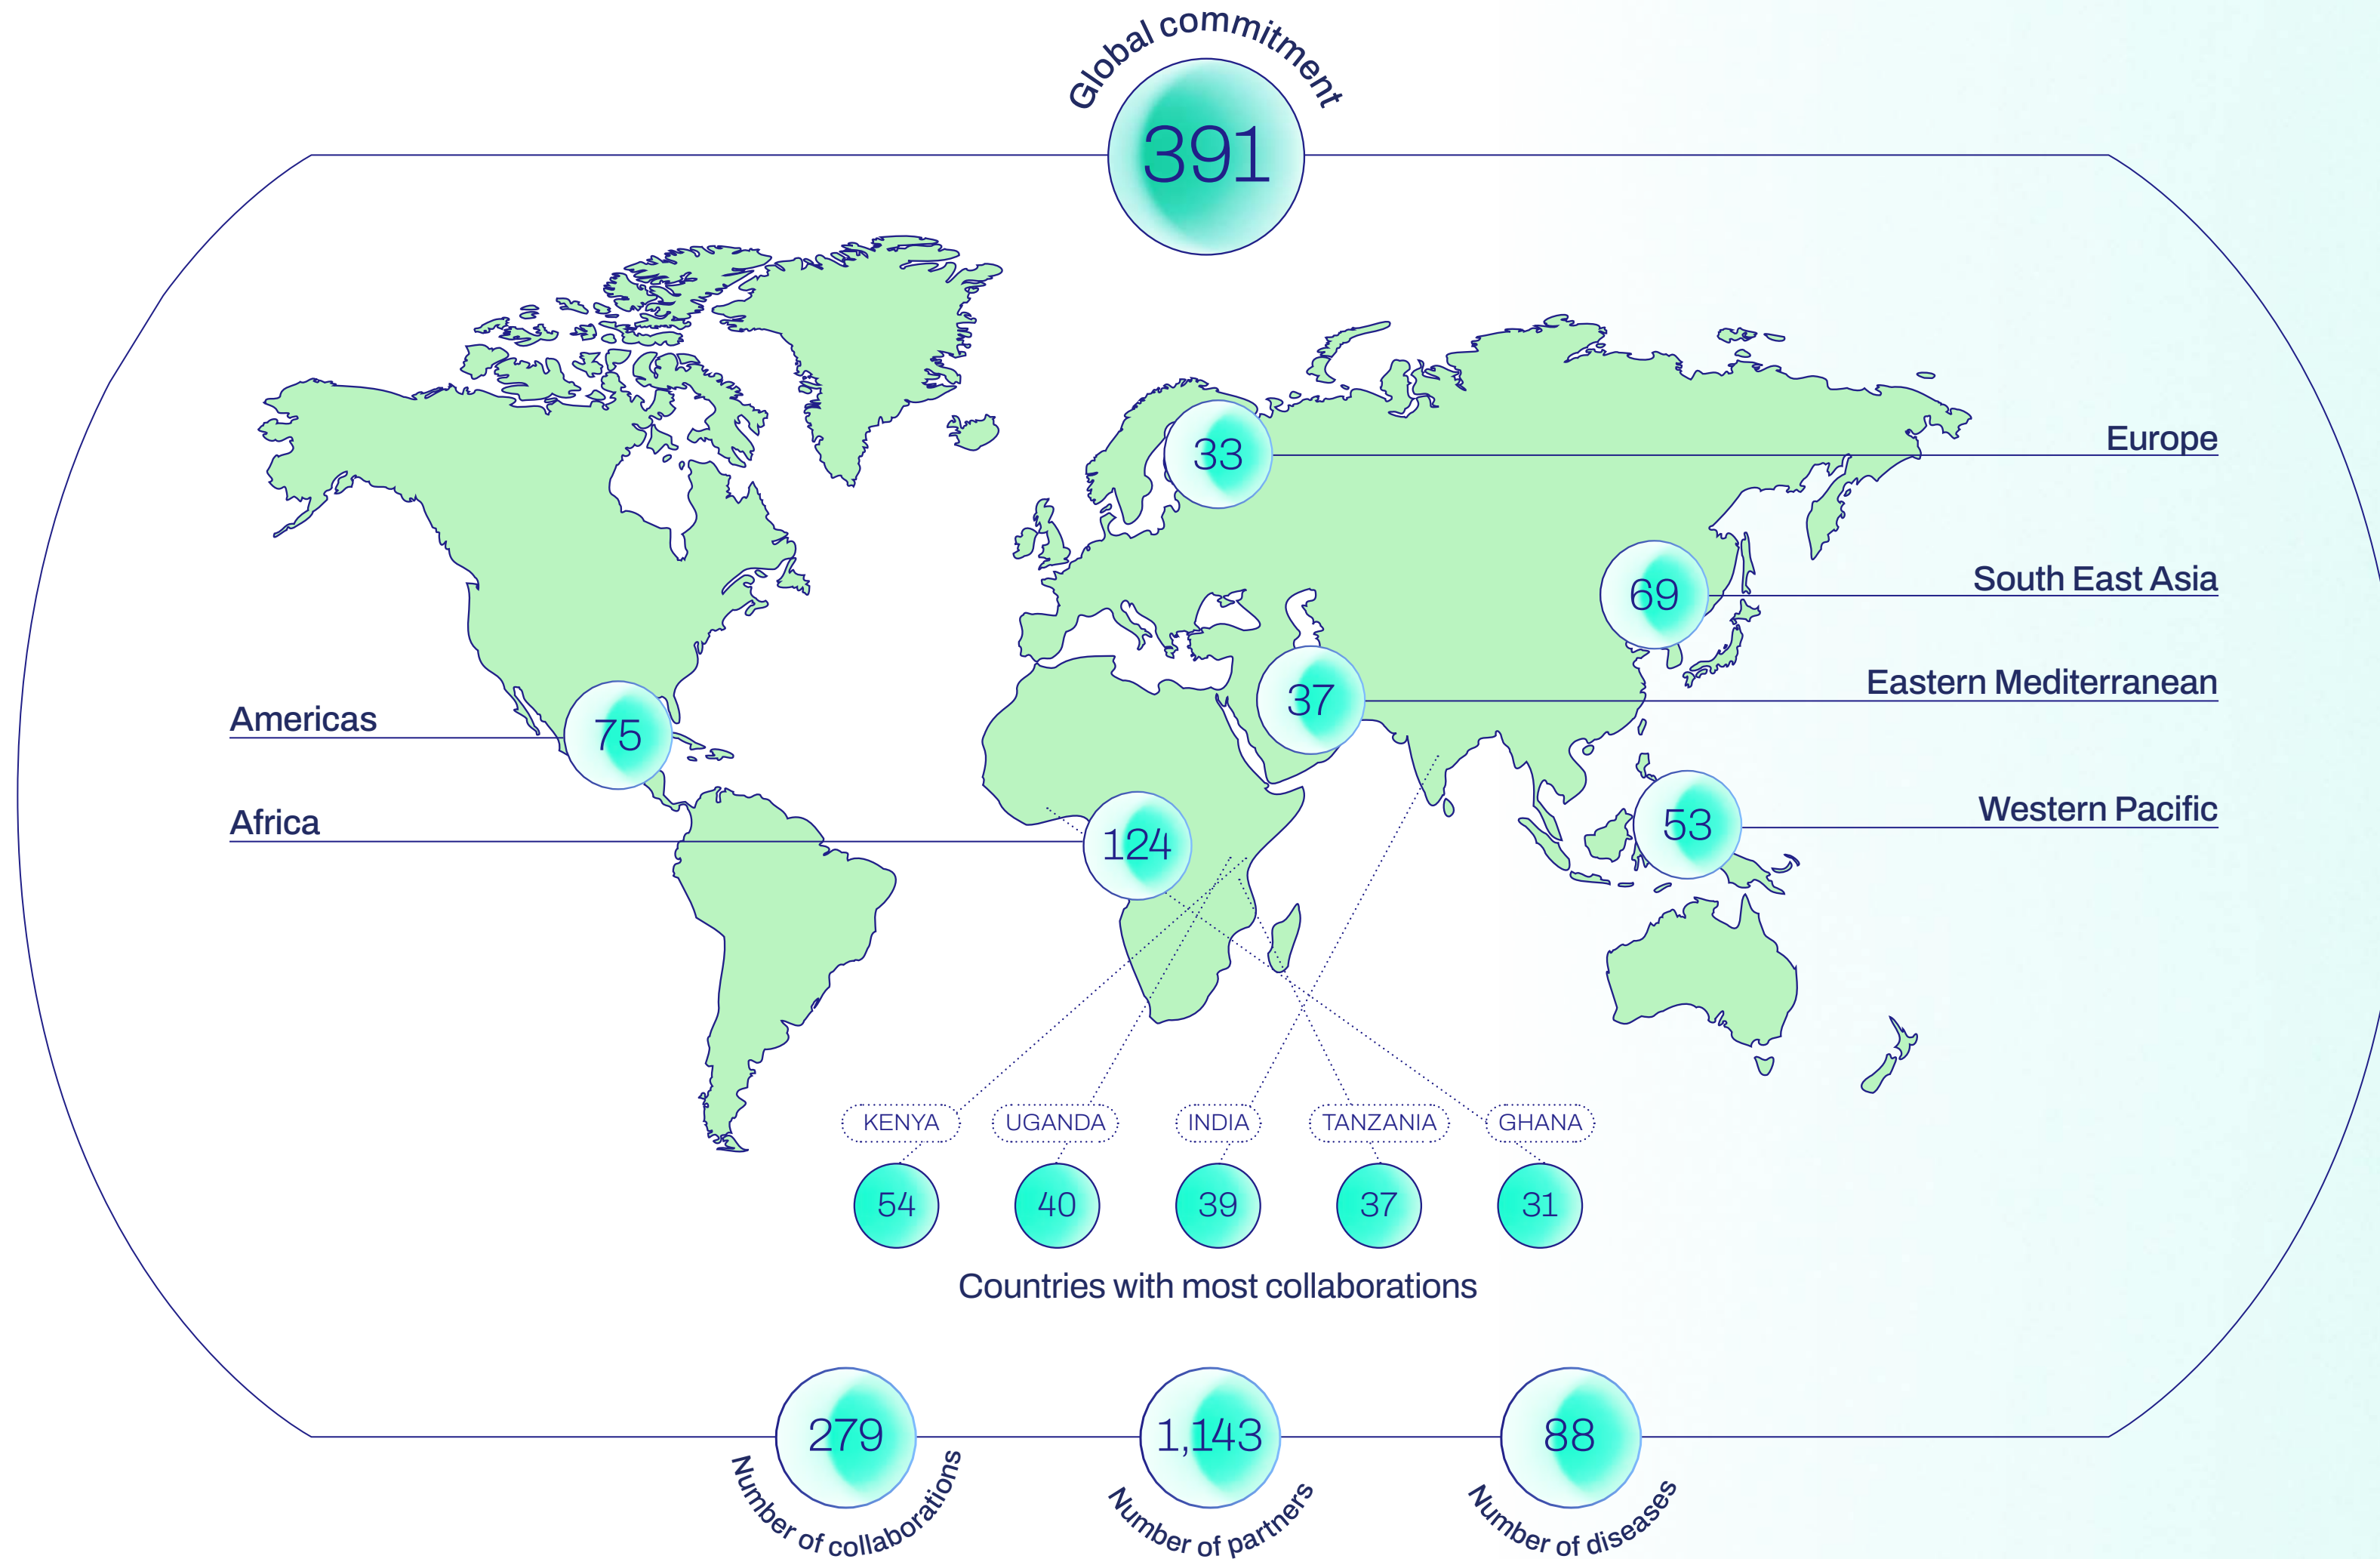 Global commitment
391
33
Europe
69
South East Asia
37
Eastern Mediterranean
Americas
75
Africa
124
53
Western Pacific
KENYA
UGANDA
INDIA
TANZANIA
GHANA
54
40
39
37
31
Countries with most collaborations
279
Number of collaborations
1,143
Number of partners
88
Number of diseases